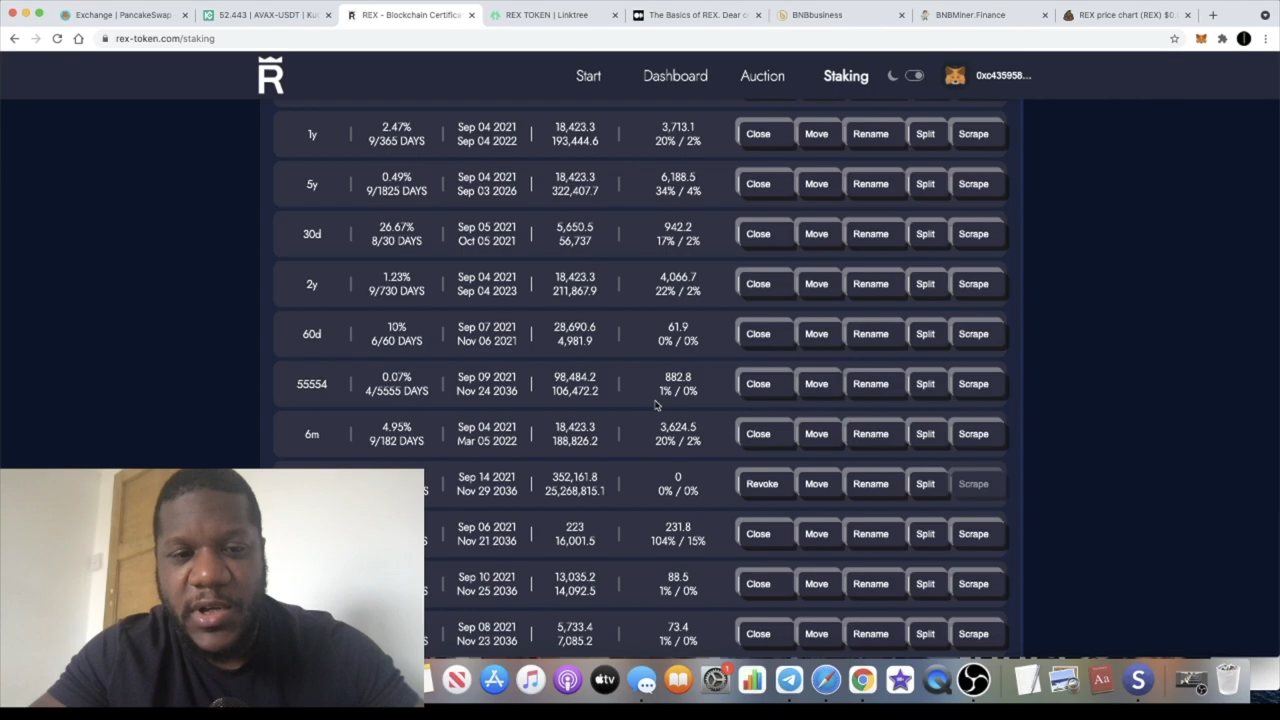 Exchange | PancakeSwap
52.443 | AVAX-USDT | Ku
REX - Blockchain Certifica
REX TOKEN | Linktree
The Basics of REX. Dear c
BNBbusiness
BNBMiner.Finance
REX price chart (REX) $0.
rex-token.com/staking
R Start Dashboard Auction Staking 0xc435958...
1y 2.47% Sep 04 2021 18,423.3 3,713.1 Close Move Rename Split Scrape
9/365 DAYS Sep 04 2022 193,444.6 20% / 2%
5y 0.49% Sep 04 2021 18,423.3 6,188.5 Close Move Rename Split Scrape
9/1825 DAYS Sep 03 2026 322,407.7 34% / 4%
30d 26.67% Sep 05 2021 5,650.5 942.2 Close Move Rename Split Scrape
8/30 DAYS Oct 05 2021 56,737 17% / 2%
2y 1.23% Sep 04 2021 18,423.3 4,066.7 Close Move Rename Split Scrape
9/730 DAYS Sep 04 2023 211,867.9 22% / 2%
60d 10% Sep 07 2021 28,690.6 61.9 Close Move Rename Split Scrape
6/60 DAYS Nov 06 2021 4,981.9 0% / 0%
55554 0.07% Sep 09 2021 98,484.2 882.8 Close Move Rename Split Scrape
4/5555 DAYS Nov 24 2036 106,472.2 1% / 0%
6m 4.95% Sep 04 2021 18,423.3 3,624.5 Close Move Rename Split Scrape
9/182 DAYS Mar 05 2022 188,826.2 20% / 2%
Sep 14 2021 352,161.8 0 Revoke Move Rename Split Scrape
S Nov 29 2036 25,268,815.1 0% / 0%
Sep 06 2021 223 231.8 Close Move Rename Split Scrape
S Nov 21 2036 16,001.5 104% / 15%
Sep 10 2021 13,035.2 88.5 Close Move Rename Split Scrape
S Nov 25 2036 14,092.5 1% / 0%
Sep 08 2021 5,733.4 73.4 Close Move Rename Split Scrape
S Nov 23 2036 7,085.2 1% / 0%
tv
1
Aa
S